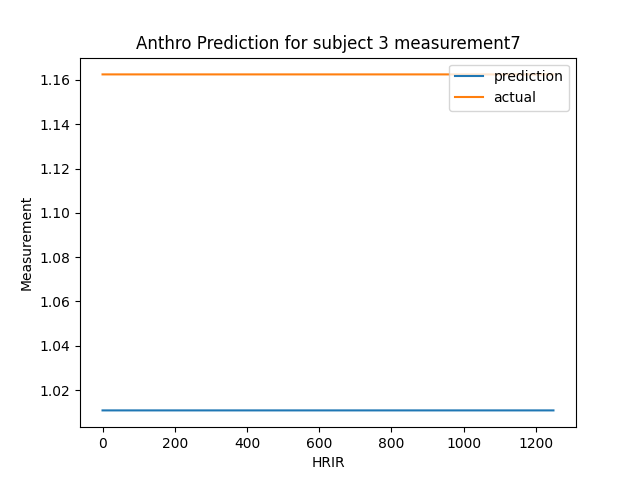 Anthro Prediction for subject 3 measurement7
prediction
actual
1.16
1.14
1.12
1.10
1.08
1.06
1.04
1.02
Measurement
0 200 400 600 800 1000 1200
HRIR